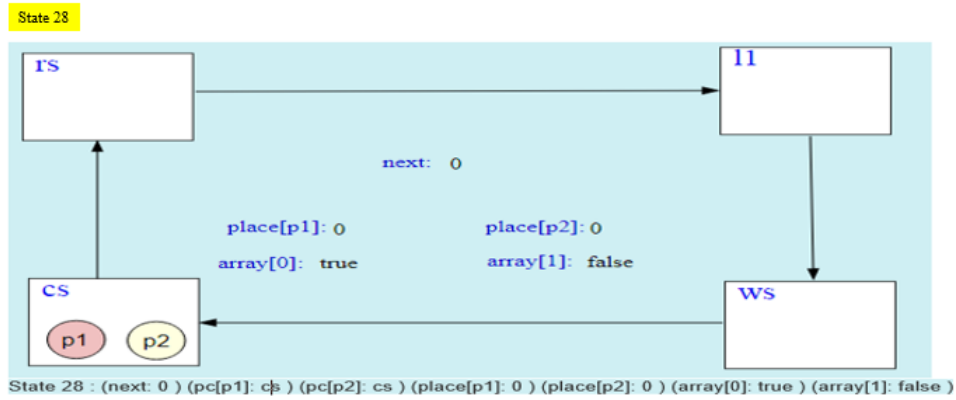 State 28
rs
l1
next: 0
place[p1]: 0
place[p2]: 0
array[0]: true
array[1]: false
cs
ws
p1
p2
State 28 : (next: 0 ) (pc[p1]: cs ) (pc[p2]: cs ) (place[p1]: 0 ) (place[p2]: 0 ) (array[0]: true ) (array[1]: false )